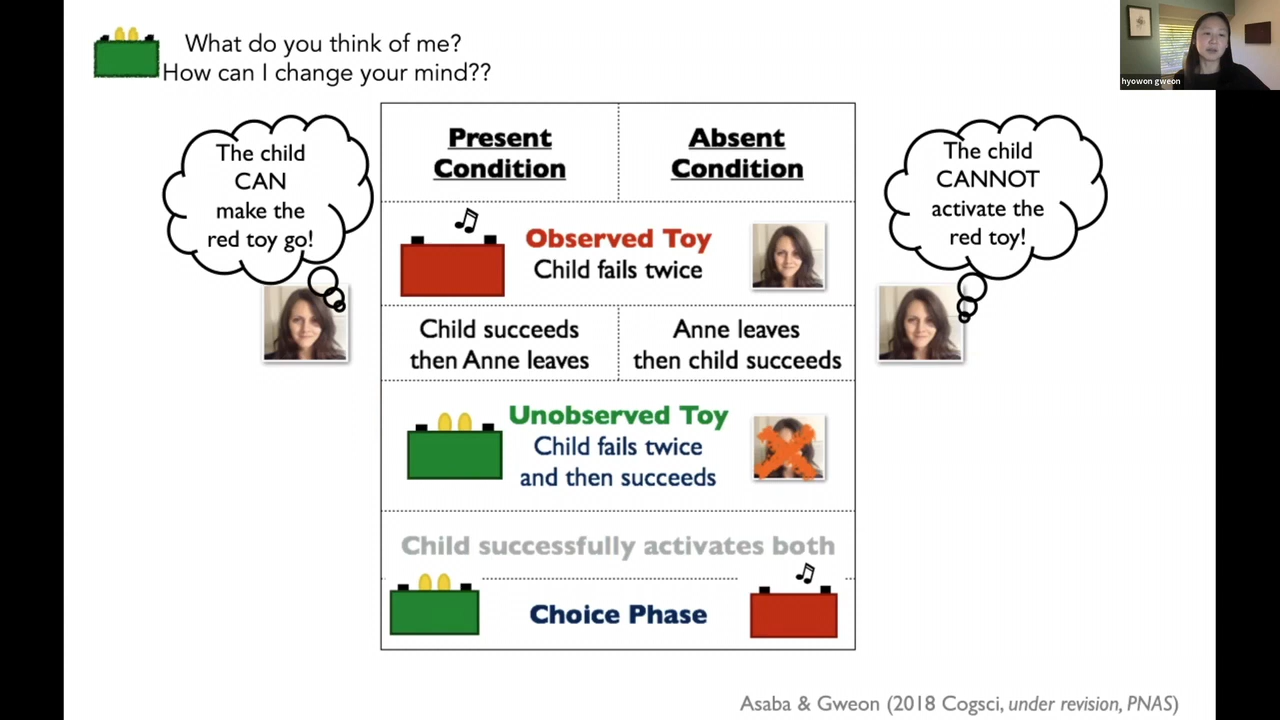 What do you think of me?
How can I change your mind??
hyowon gweon
The child
CAN
make the
red toy go!
Present
Condition
Absent
Condition
The child
CANNOT
activate the
red toy!
Observed Toy
Child fails twice
Child succeeds
then Anne leaves
Anne leaves
then child succeeds
Unobserved Toy
Child fails twice
and then succeeds
Child successfully activates both
Choice Phase
Asaba & Gweon (2018 Cogsci, under revision, PNAS)